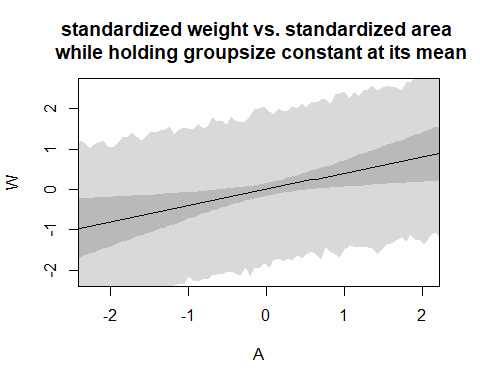 standardized weight vs. standardized area
while holding groupsize constant at its mean
2
1
0
-1
-2
W
-2 -1 0 1 2
A